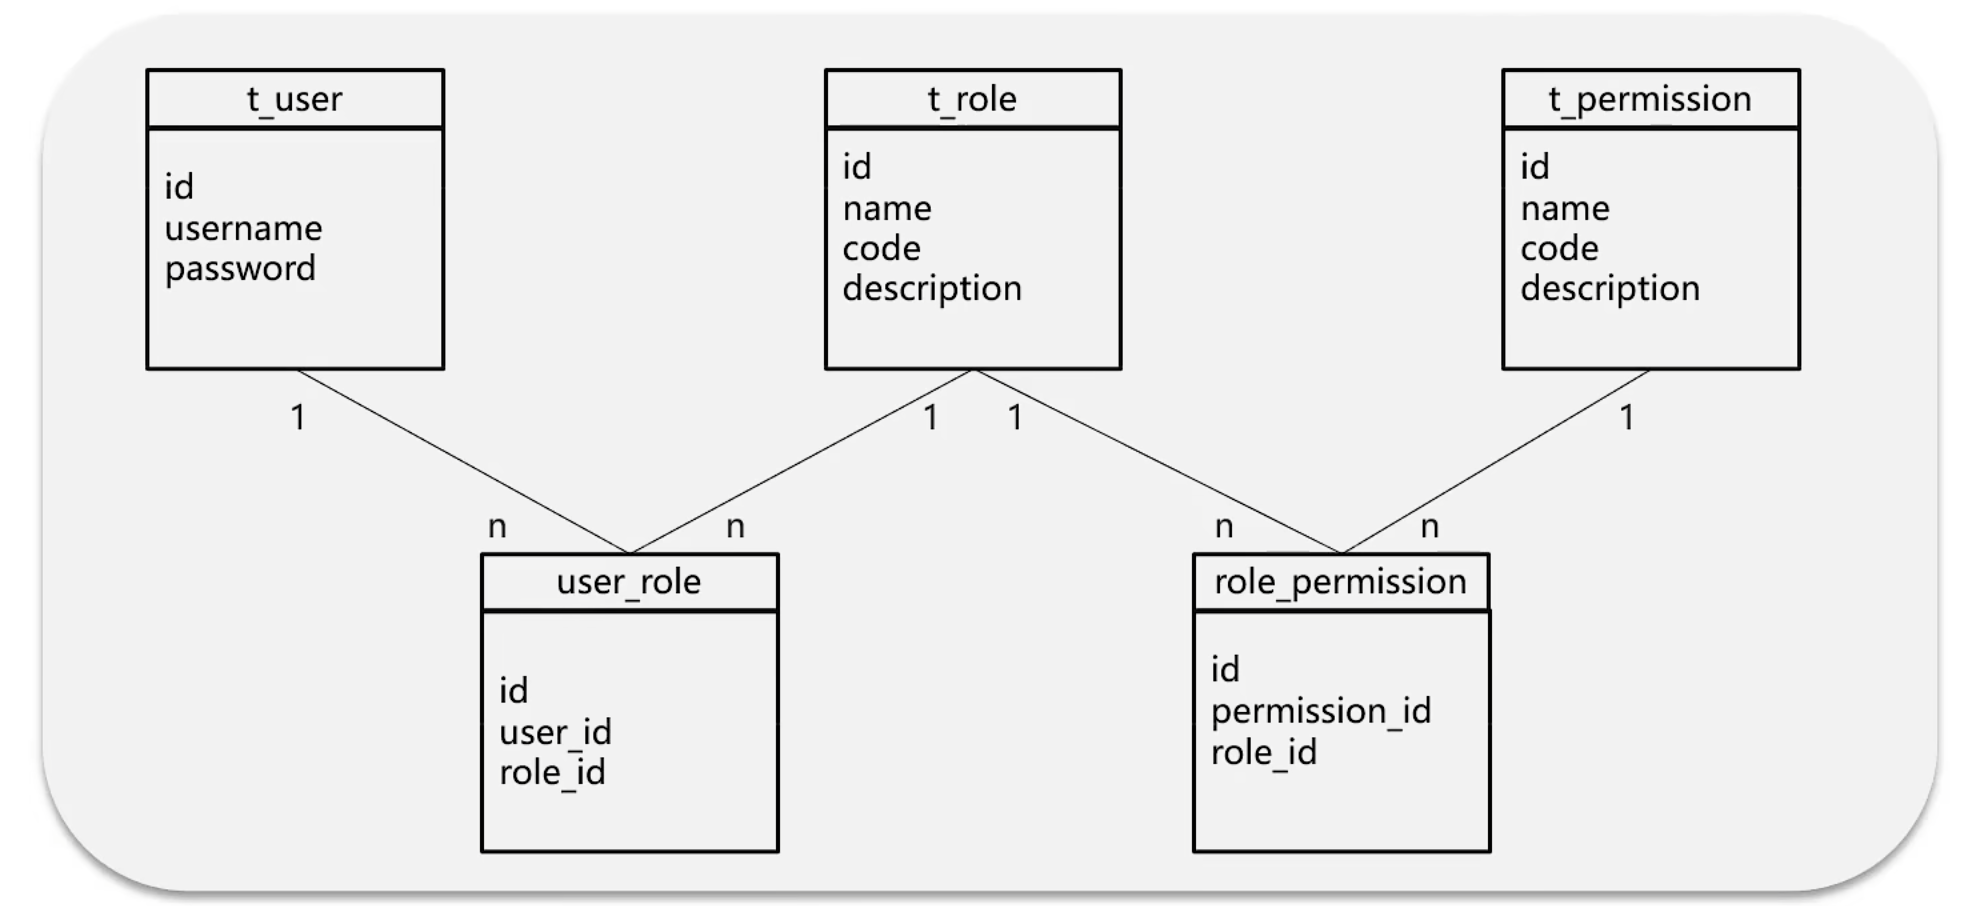 t_user
id
username
password
t_role
id
name
code
description
t_permission
id
name
code
description
1
1
1
1
n
n
n
n
user_role
id
user_id
role_id
role_permission
id
permission_id
role_id